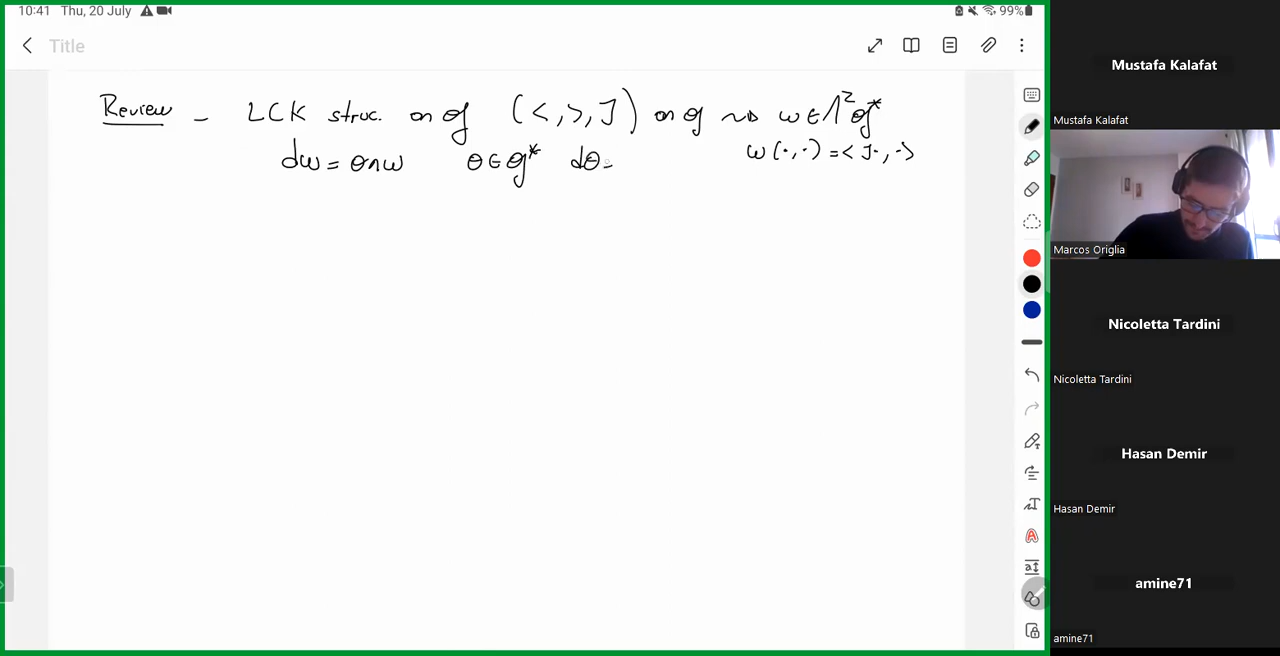 10:41 Thu, 20 July
99%
Title
Review - LCK struc. on g (<,>, J) on g ⇝ ω ∈ Λ²g*
dω = θ∧ω θ ∈ g* dθ = ω(·,·) = <J·,·>
Mustafa Kalafat
Mustafa Kalafat
Marcos Origlia
Nicoletta Tardini
Nicoletta Tardini
Hasan Demir
Hasan Demir
amine71
amine71